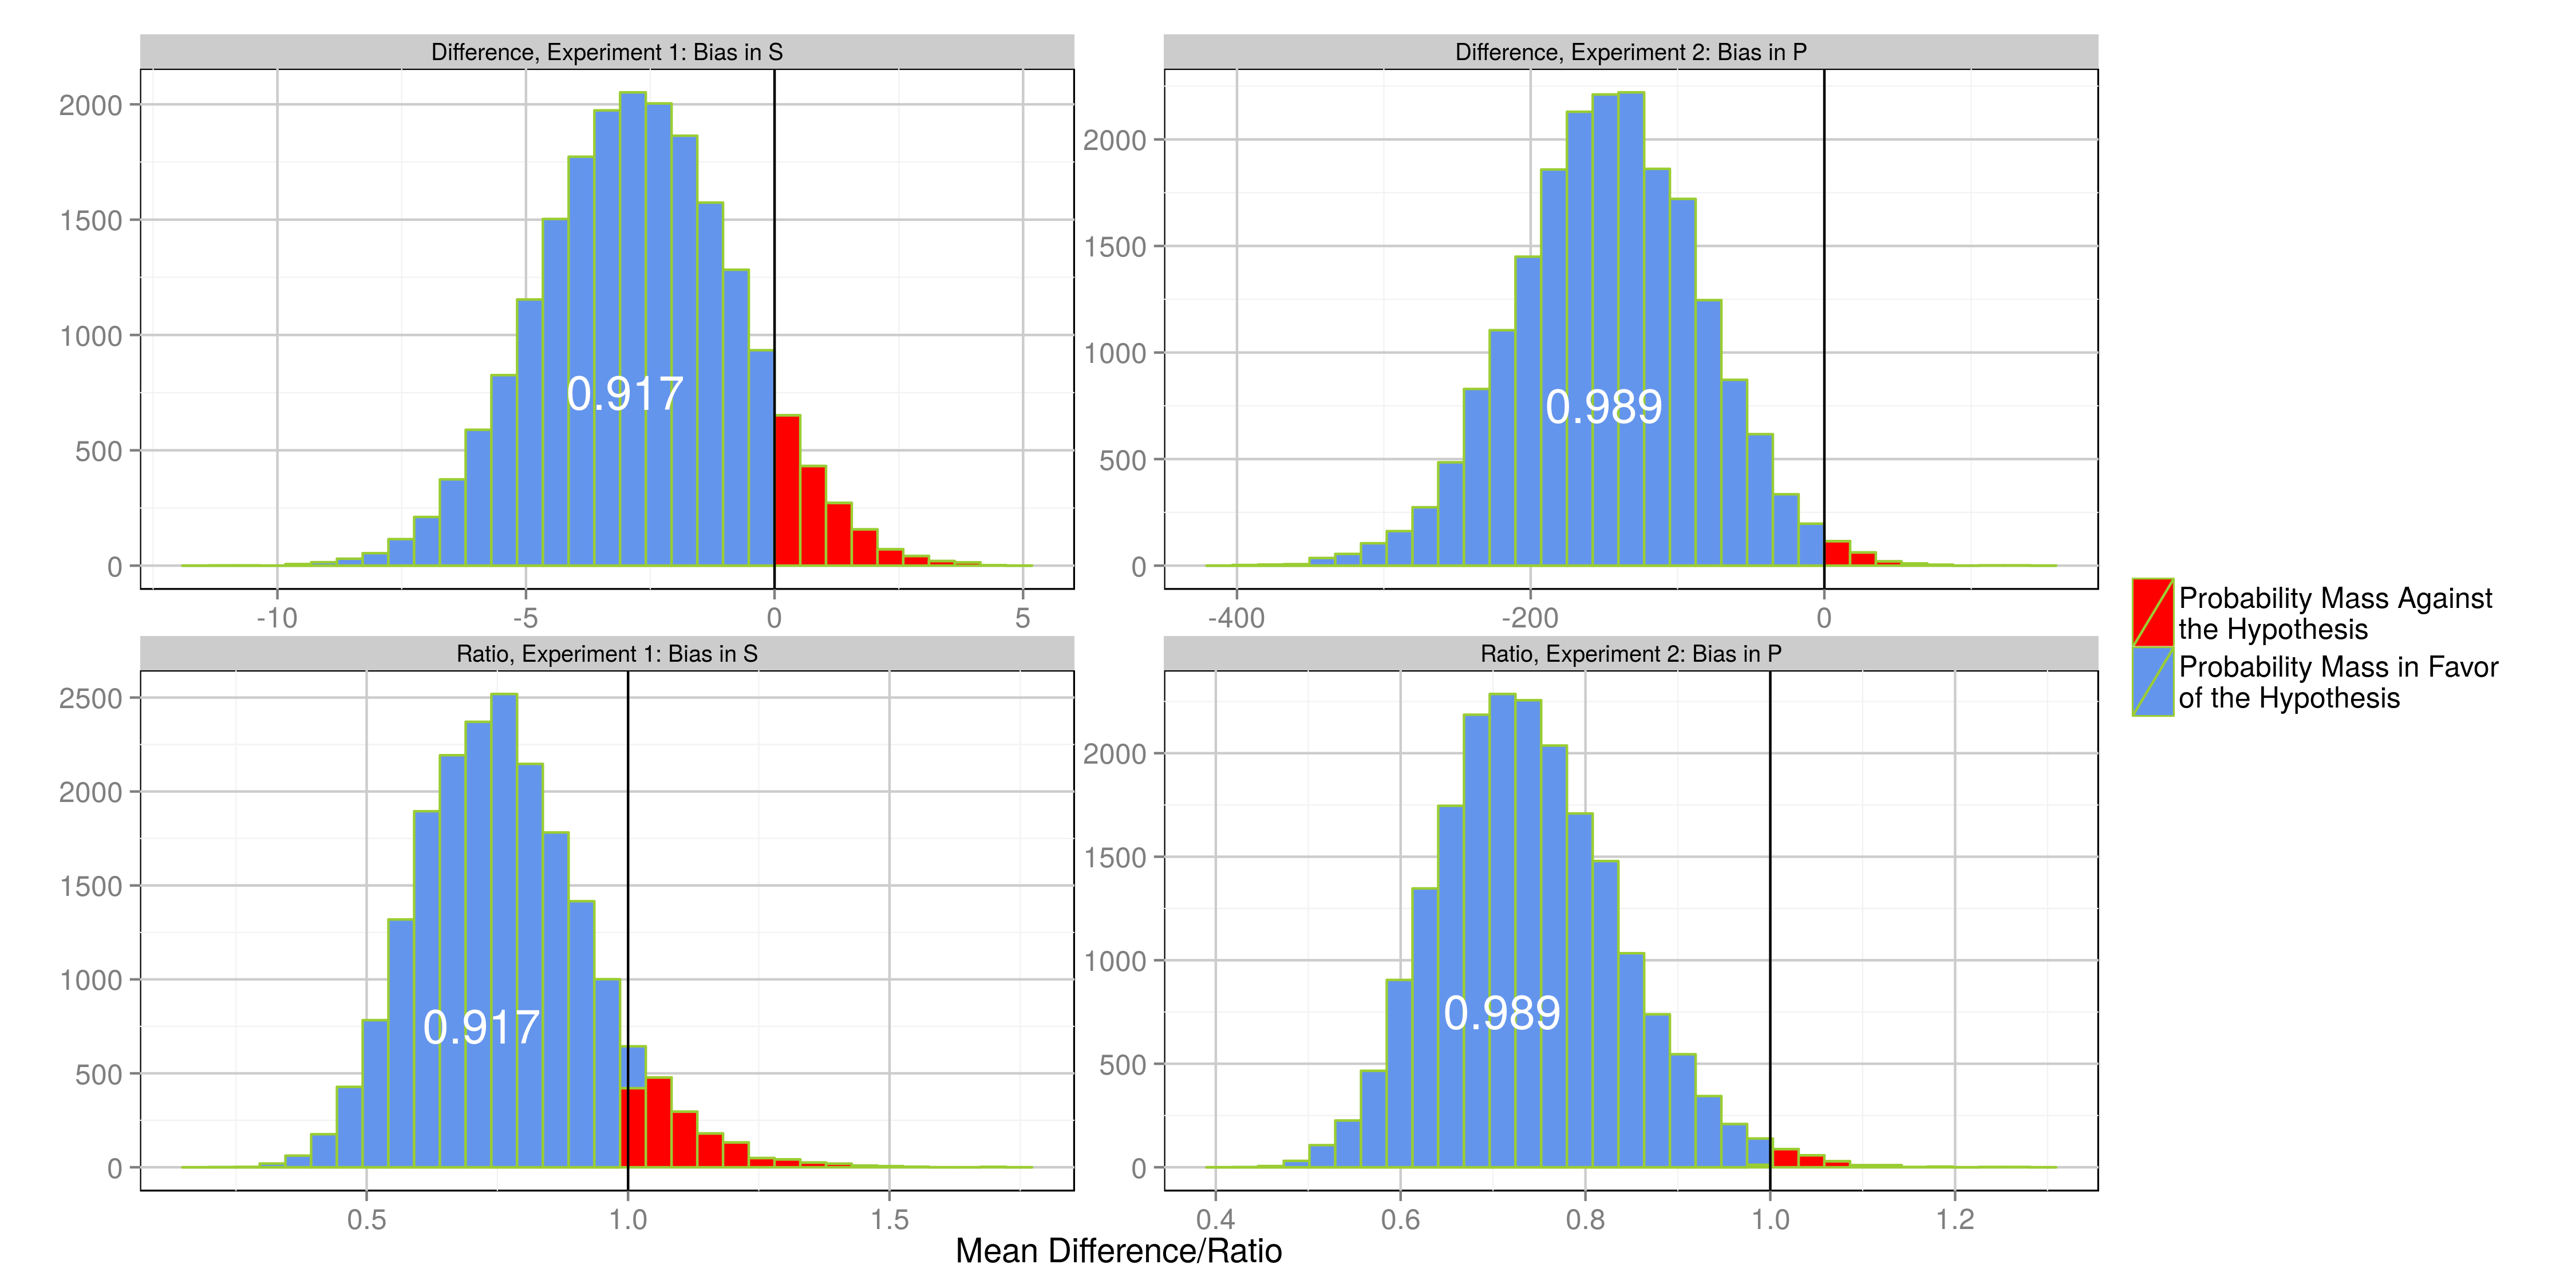 Difference, Experiment 1: Bias in S
2000
1500
1000
500
0
0.917
-10 -5 0 5
Difference, Experiment 2: Bias in P
2000
1500
1000
500
0
0.989
-400 -200 0
Ratio, Experiment 1: Bias in S
2500
2000
1500
1000
500
0
0.917
0.5 1.0 1.5
Ratio, Experiment 2: Bias in P
2000
1500
1000
500
0
0.989
0.4 0.6 0.8 1.0 1.2
Mean Difference/Ratio
Probability Mass Against
the Hypothesis
Probability Mass in Favor
of the Hypothesis